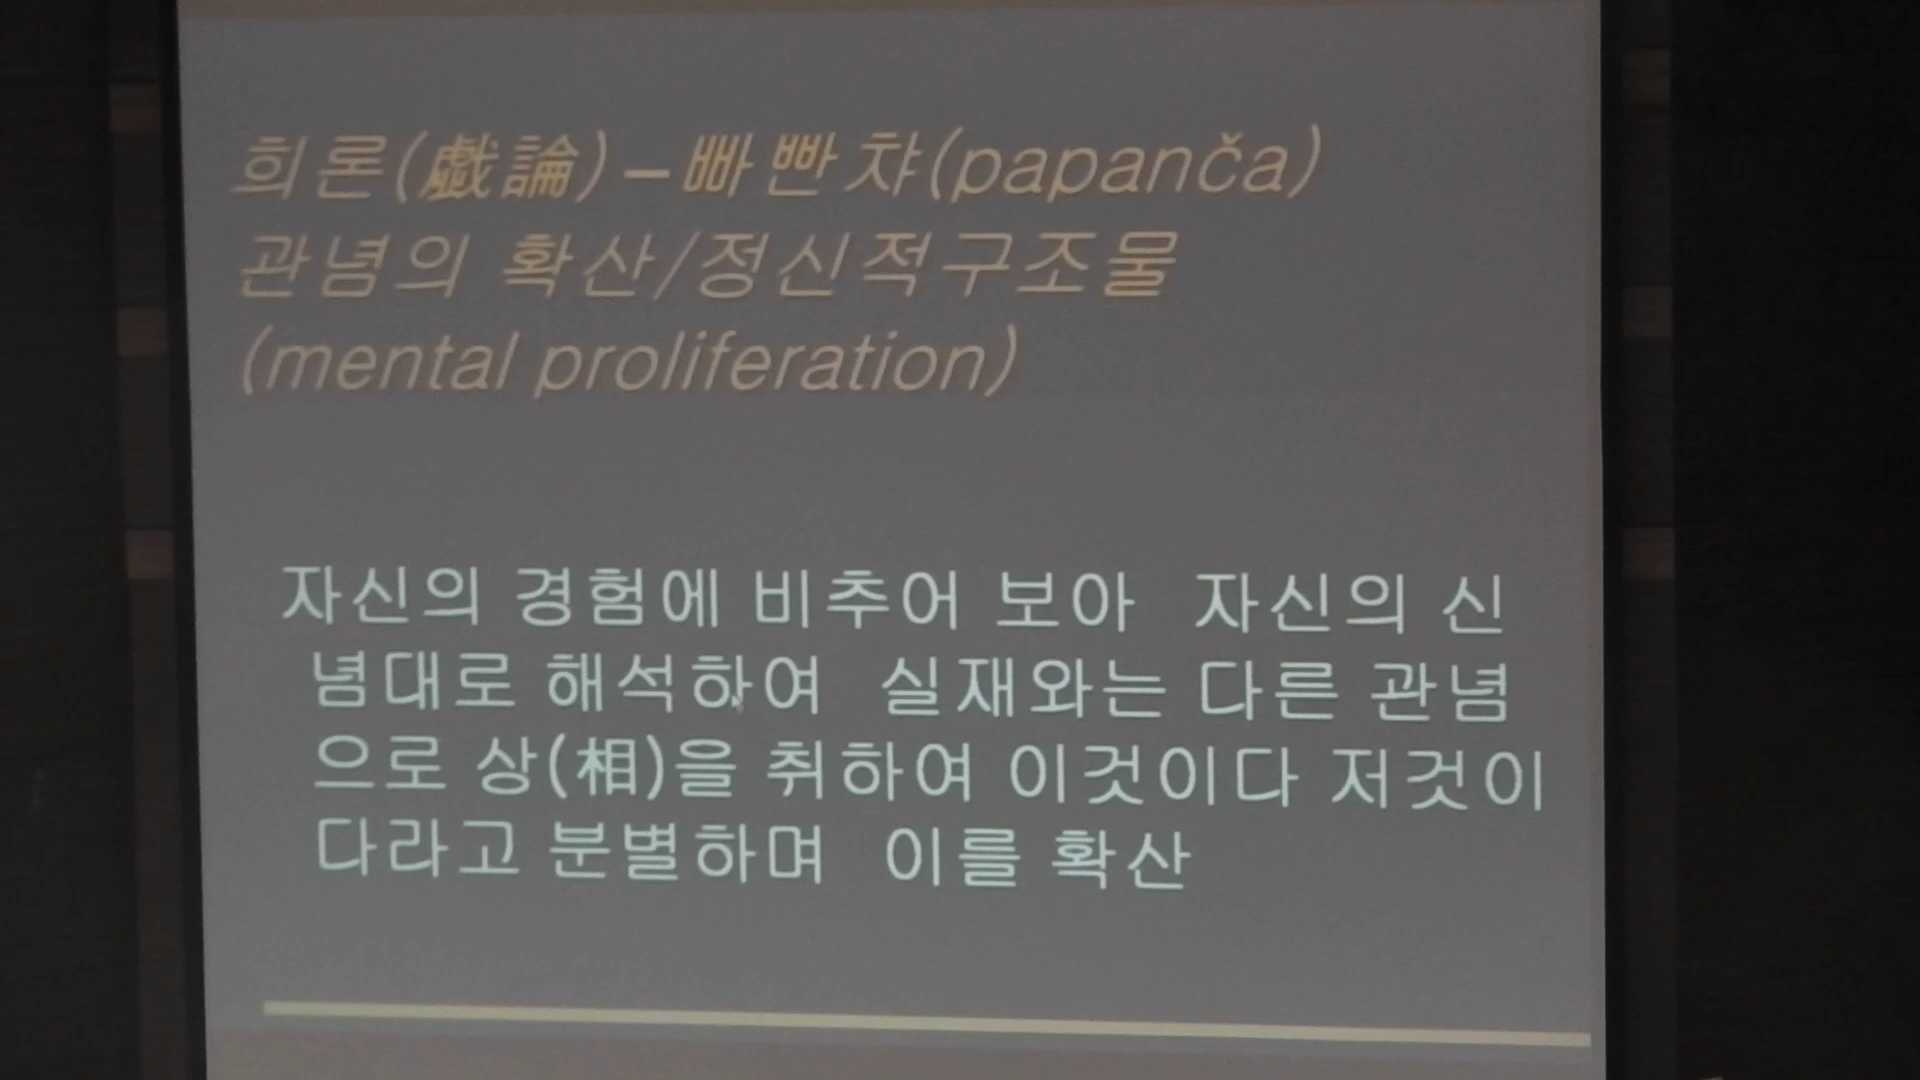 희론(戱論) – 빠빤챠(papanča)
관념의 확산/정신적구조물
(mental proliferation)
자신의 경험에 비추어 보아 자신의 신
념대로 해석하여 실재와는 다른 관념
으로 상(相)을 취하여 이것이다 저것이
다라고 분별하며 이를 확산